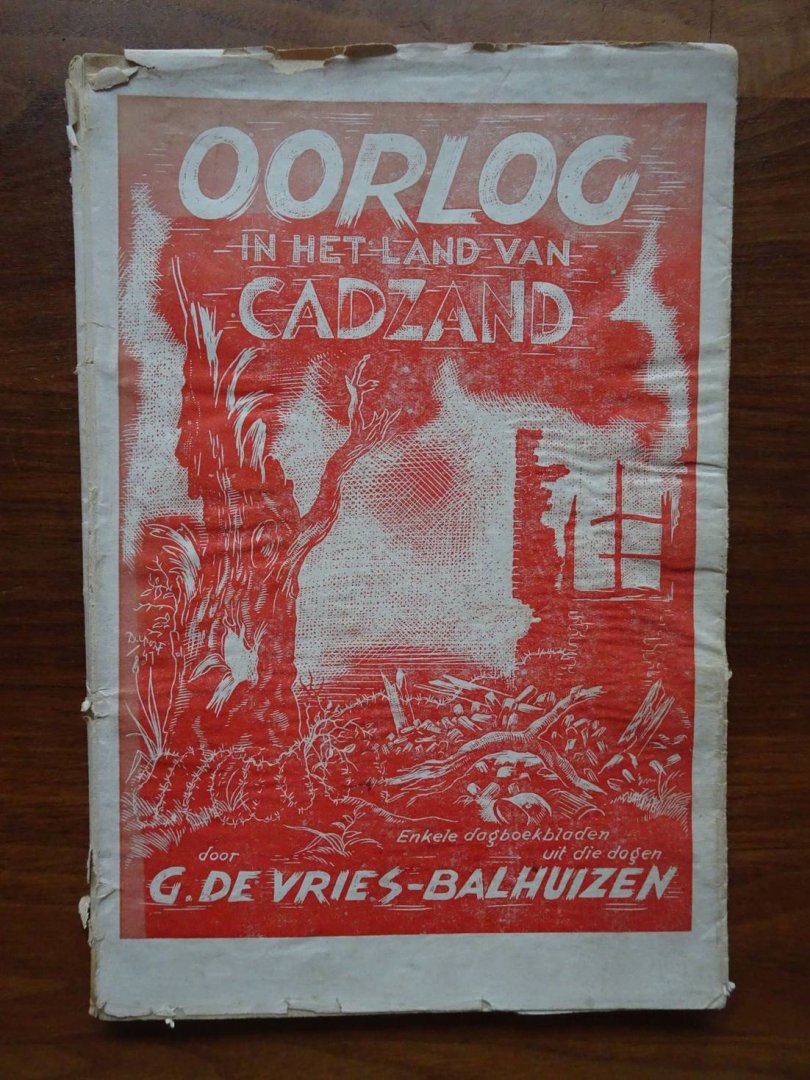 OORLOG
IN HET LAND VAN
CADZAND
Enkele dagboekbladen
door uit die dagen
G. DE VRIES-BALHUIZEN